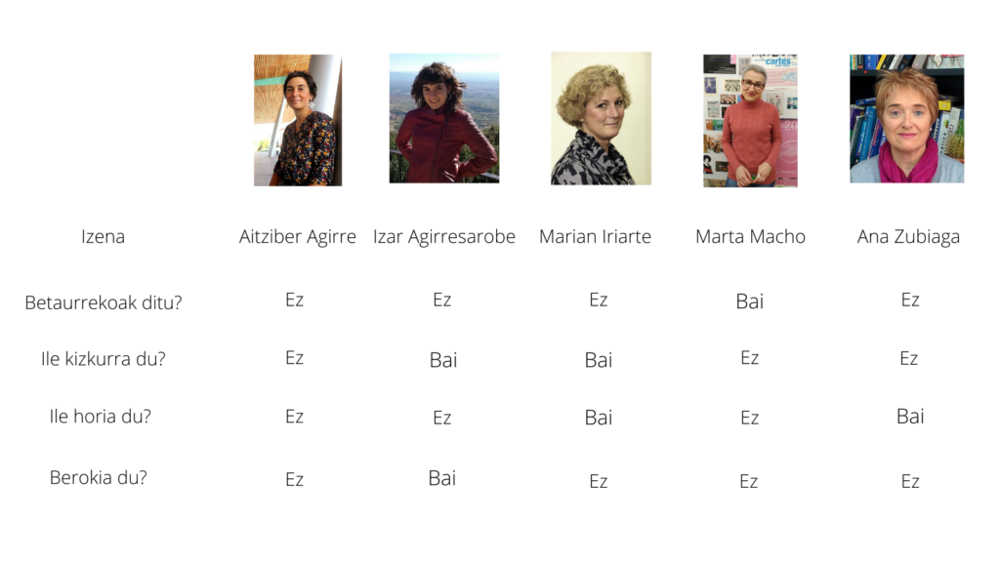 cartes
Izena Aitziber Agirre Izar Agirresarobe Marian Iriarte Marta Macho Ana Zubiaga
Betaurrekoak ditu? Ez Ez Ez Bai Ez
Ile kizkurra du? Ez Bai Bai Ez Ez
Ile horia du? Ez Ez Bai Ez Bai
Berokia du? Ez Bai Ez Ez Ez